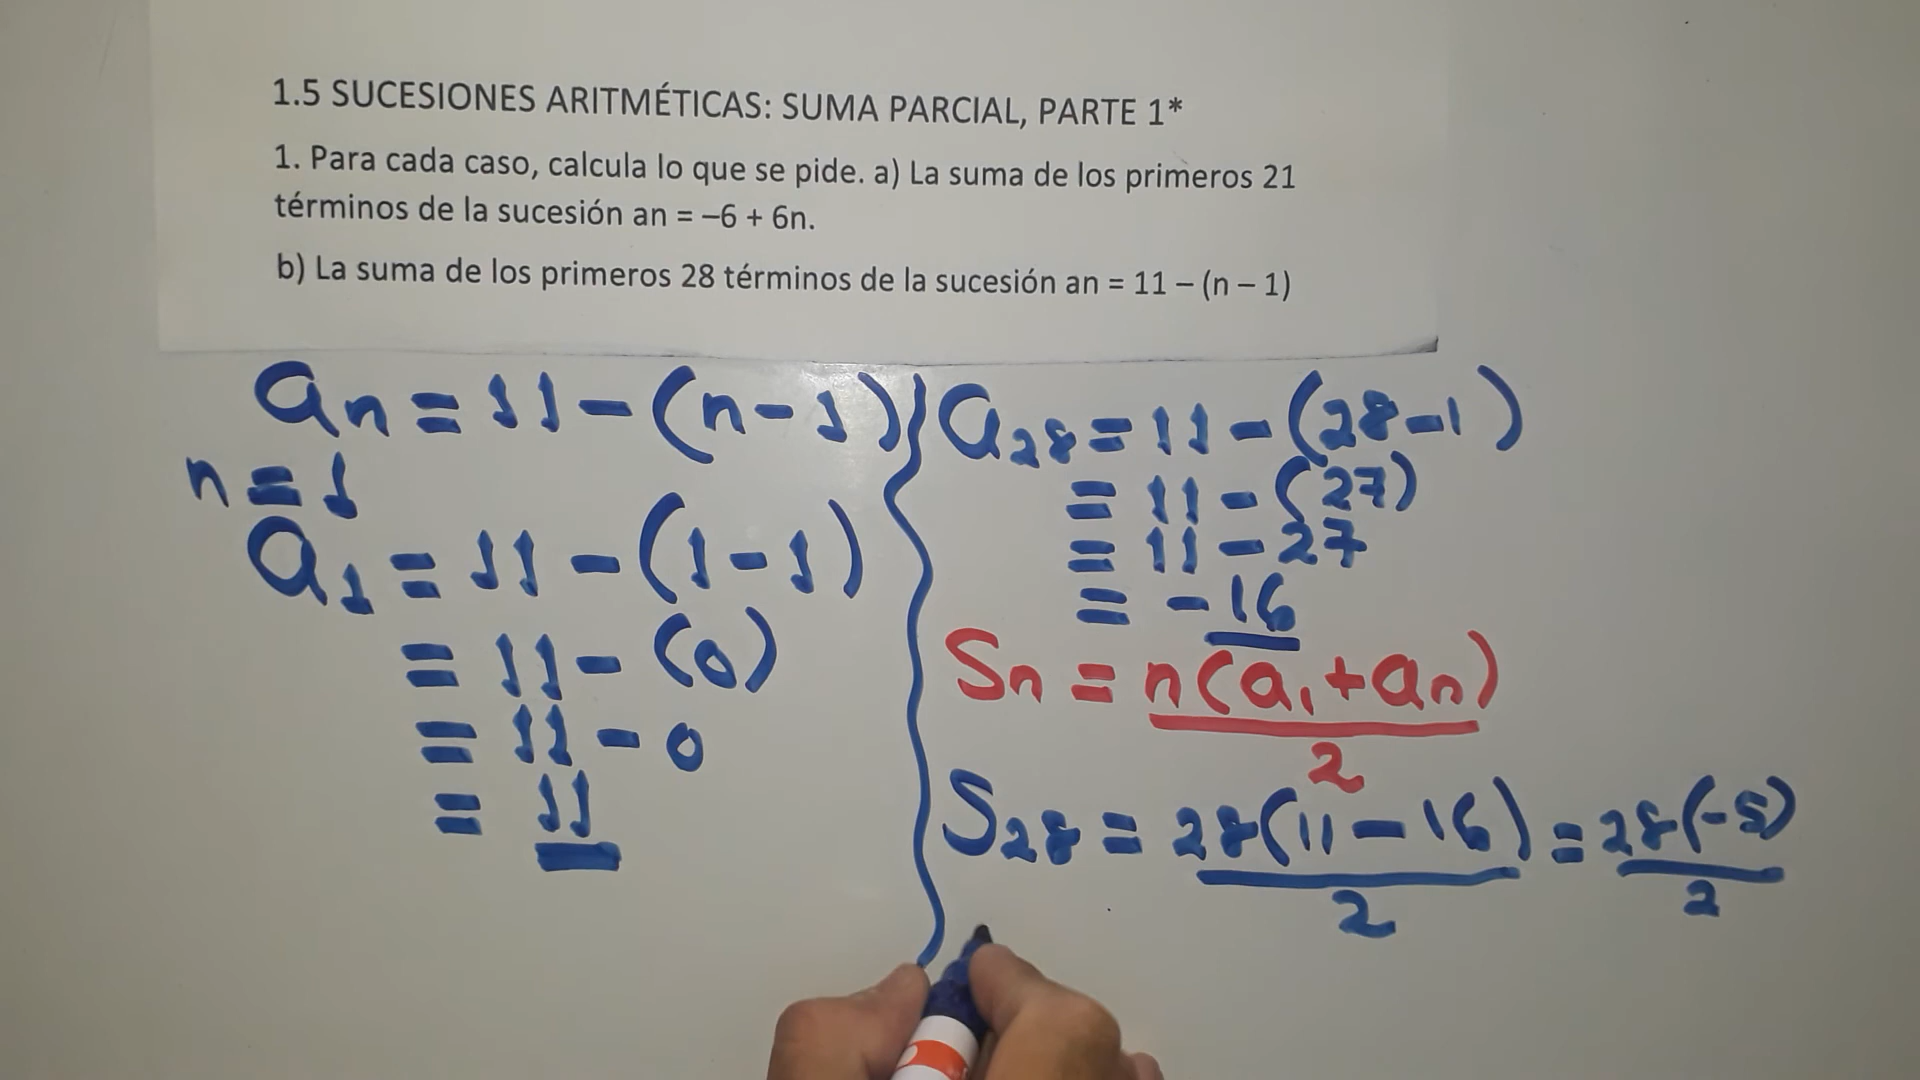 1.5 SUCESIONES ARITMÉTICAS: SUMA PARCIAL, PARTE 1*
1. Para cada caso, calcula lo que se pide. a) La suma de los primeros 21
términos de la sucesión an = –6 + 6n.
b) La suma de los primeros 28 términos de la sucesión an = 11 – (n – 1)
an = 11 - (n - 1)
n = 1
a1 = 11 - (1 - 1)
= 11 - (0)
= 11 - 0
= 11
a28 = 11 - (28 - 1)
= 11 - (27)
= 11 - 27
= - 16
Sn = n(a1 + an)
2
S28 = 28(11 - 16) = 28(-5)
2 2